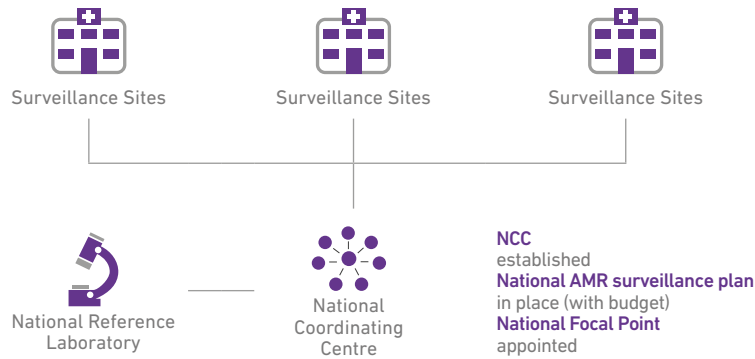 Surveillance Sites
Surveillance Sites
Surveillance Sites
National Reference
Laboratory
National
Coordinating
Centre
NCC
established
National AMR surveillance plan
in place (with budget)
National Focal Point
appointed